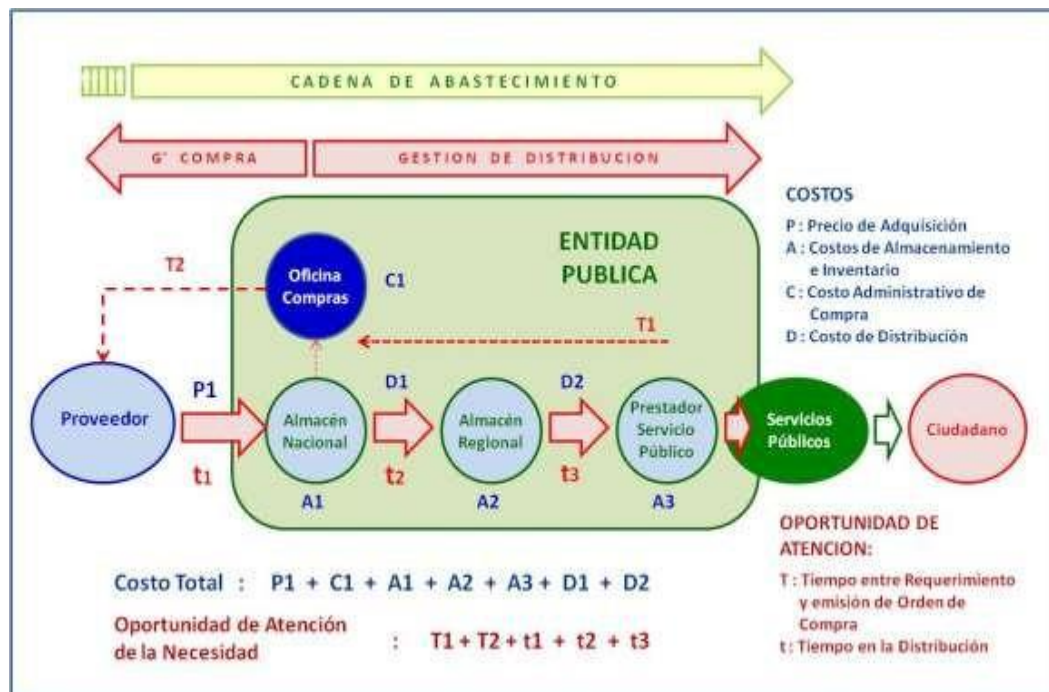 CADENA DE ABASTECIMIENTO
G' COMPRA
GESTION DE DISTRIBUCION
COSTOS
P : Precio de Adquisición
A : Costos de Almacenamiento
e Inventario
C : Costo Administrativo de
Compra
D : Costo de Distribución
ENTIDAD
PUBLICA
T2
Oficina
Compras
C1
T1
Proveedor
P1
t1
Almacén
Nacional
A1
D1
t2
Almacén
Regional
A2
D2
t3
Prestador
Servicio
Público
A3
Servicios
Públicos
Ciudadano
OPORTUNIDAD DE
ATENCION:
T : Tiempo entre Requerimiento
y emisión de Orden de
Compra
t : Tiempo en la Distribución
Costo Total : P1 + C1 + A1 + A2 + A3 + D1 + D2
Oportunidad de Atención
de la Necesidad : T1 + T2 + t1 + t2 + t3